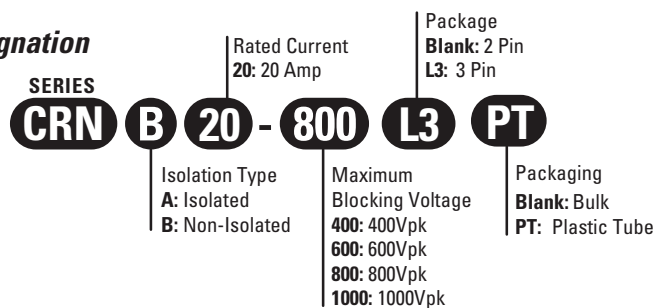 gnation
Rated Current
20: 20 Amp
Package
Blank: 2 Pin
L3: 3 Pin
SERIES
CRN B 20 - 800 L3 PT
Isolation Type
A: Isolated
B: Non-Isolated
Maximum
Blocking Voltage
400: 400Vpk
600: 600Vpk
800: 800Vpk
1000: 1000Vpk
Packaging
Blank: Bulk
PT: Plastic Tube